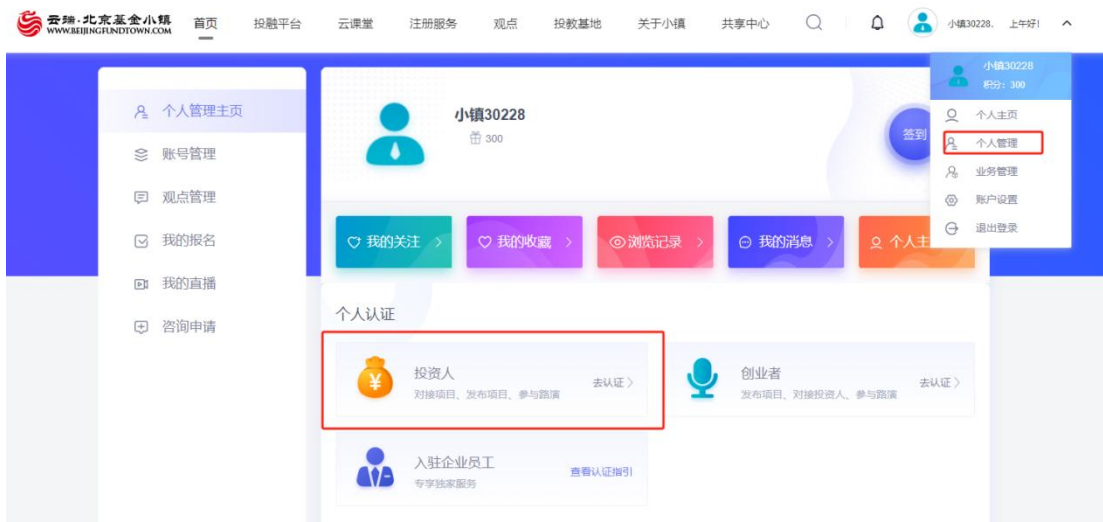 云瑞·北京基金小镇
WWW.BEIJINGFUNDTOWN.COM
首页 投融平台 云课堂 注册服务 观点 投教基地 关于小镇 共享中心 小镇30228. 上午好!
小镇30228
积分: 300
个人主页
个人管理
业务管理
账户设置
退出登录
个人管理主页
账号管理
观点管理
我的报名
我的直播
咨询申请
小镇30228
300
签到
我的关注 > 我的收藏 > 浏览记录 > 我的消息 > 个人主
个人认证
投资人
对接项目、发布项目、参与路演
去认证 >
创业者
发布项目、对接投资人、参与路演
去认证 >
入驻企业员工
专享独家服务
查看认证指引